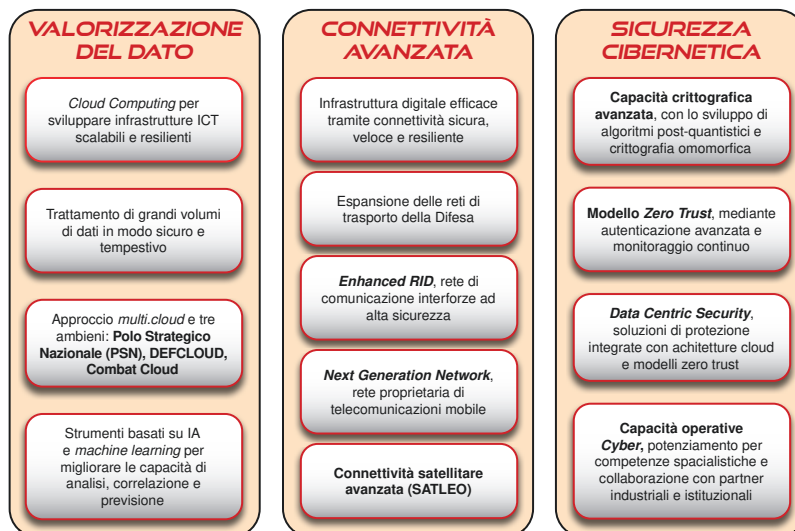 VALORIZZAZIONE
DEL DATO
Cloud Computing per
sviluppare infrastrutture ICT
scalabili e resilienti
Trattamento di grandi volumi
di dati in modo sicuro e
tempestivo
Approccio multi.cloud e tre
ambieni: Polo Strategico
Nazionale (PSN), DEFCLOUD,
Combat Cloud
Strumenti basati su IA
e machine learning per
migliorare le capacità di
analisi, correlazione e
previsione
CONNETTIVITÀ
AVANZATA
Infrastruttura digitale efficace
tramite connettività sicura,
veloce e resiliente
Espansione delle reti di
trasporto della Difesa
Enhanced RID, rete di
comunicazione interforze ad
alta sicurezza
Next Generation Network,
rete proprietaria di
telecomunicazioni mobile
Connettività satellitare
avanzata (SATLEO)
SICUREZZA
CIBERNETICA
Capacità crittografica
avanzata, con lo sviluppo di
algoritmi post-quantistici e
crittografia omomorfica
Modello Zero Trust, mediante
autenticazione avanzata e
monitoraggio continuo
Data Centric Security,
soluzioni di protezione
integrate con achitetture cloud
e modelli zero trust
Capacità operative
Cyber, potenziamento per
competenze spacialistiche e
collaborazione con partner
industriali e istituzionali